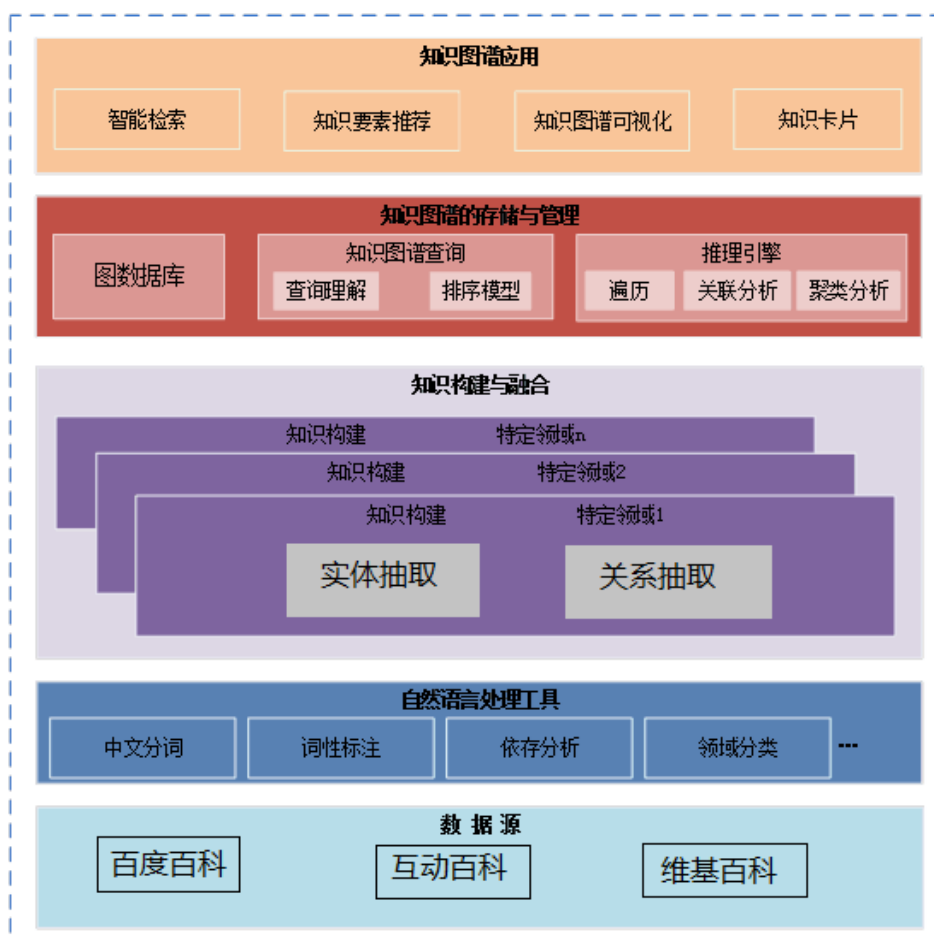 知识图谱应用
智能检索 知识要素推荐 知识图谱可视化 知识卡片
知识图谱的存储与管理
图数据库
知识图谱查询
查询理解 排序模型
推理引擎
遍历 关联分析 聚类分析
知识构建与融合
知识构建 特定领域n
知识构建 特定领域2
知识构建 特定领域1
实体抽取 关系抽取
自然语言处理工具
中文分词 词性标注 依存分析 领域分类 ...
数据源
百度百科 互动百科 维基百科